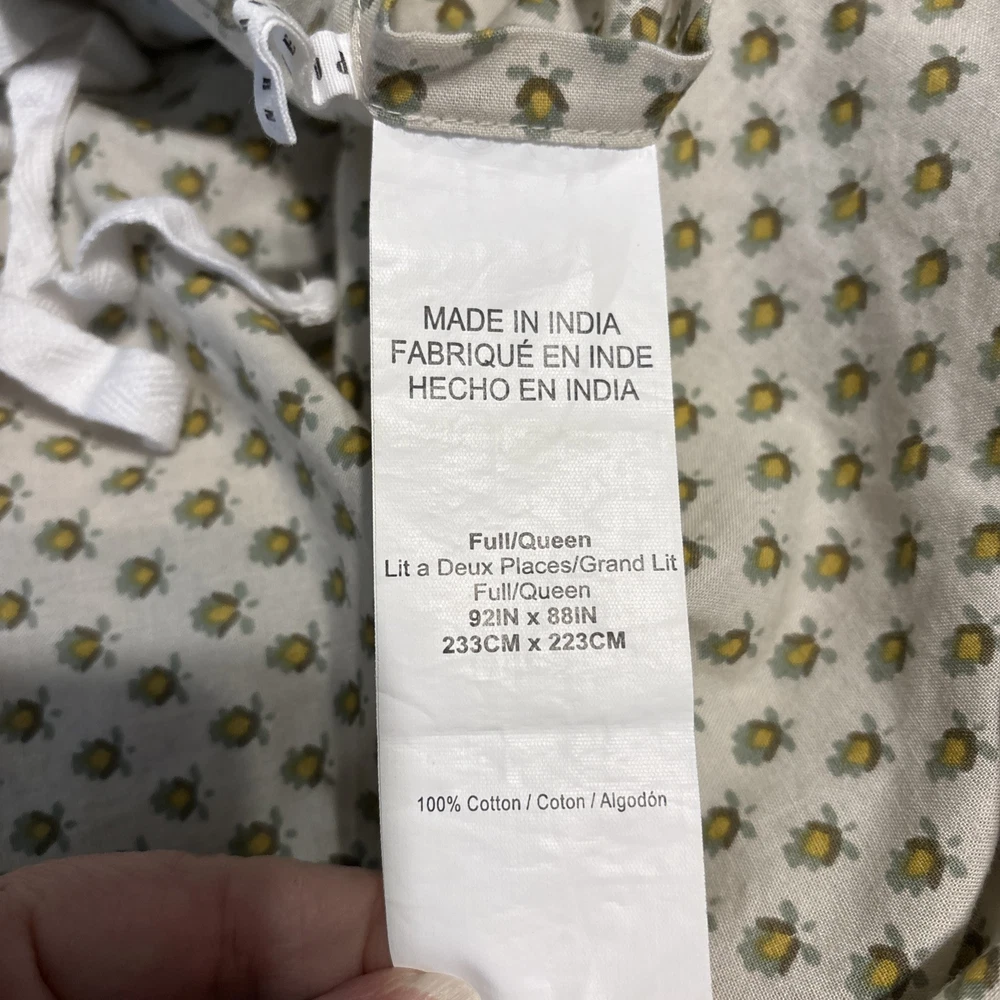 MADE IN INDIA
FABRIQUÉ EN INDE
HECHO EN INDIA
Full/Queen
Lit a Deux Places/Grand Lit
Full/Queen
92IN x 88IN
233CM x 223CM
100% Cotton / Coton / Algodón